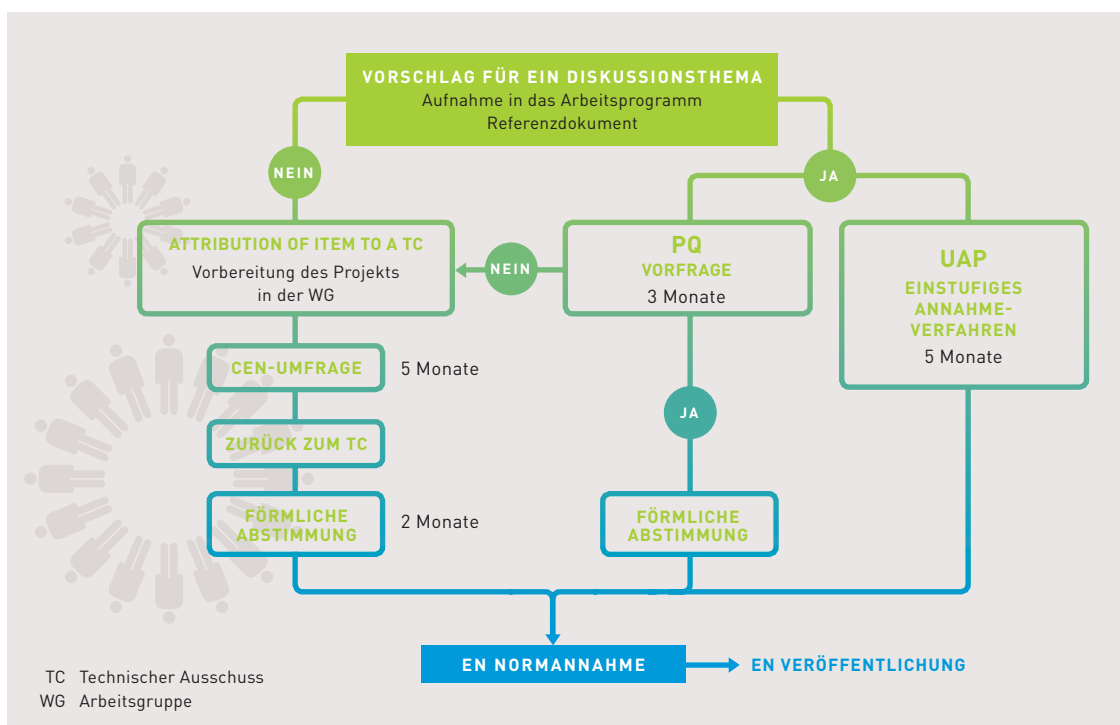 VORSCHLAG FÜR EIN DISKUSSIONSTHEMA
Aufnahme in das Arbeitsprogramm
Referenzdokument
NEIN
JA
ATTRIBUTION OF ITEM TO A TC
Vorbereitung des Projekts
in der WG
NEIN
PQ
VORFRAGE
3 Monate
UAP
EINSTUFIGES
ANNAHME-
VERFAHREN
5 Monate
CEN-UMFRAGE
5 Monate
JA
ZURÜCK ZUM TC
FÖRMLICHE
ABSTIMMUNG
2 Monate
FÖRMLICHE
ABSTIMMUNG
EN NORMANNAHME
EN VERÖFFENTLICHUNG
TC Technischer Ausschuss
WG Arbeitsgruppe